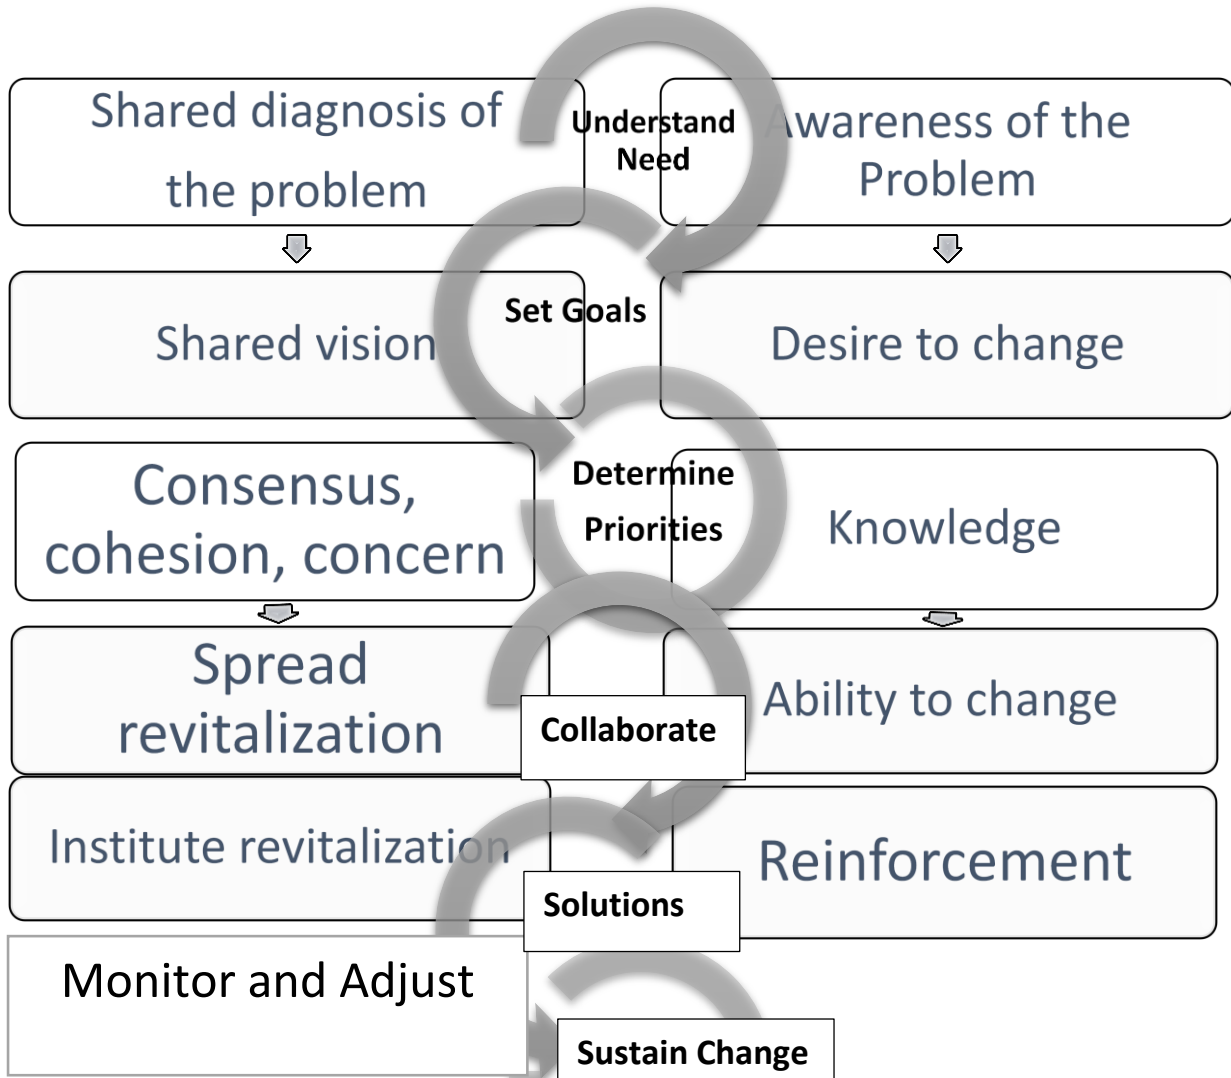 Shared diagnosis of
the problem
Understand
Need
Awareness of the
Problem
Shared vision
Set Goals
Desire to change
Consensus,
cohesion, concern
Determine
Priorities
Knowledge
Spread
revitalization
Collaborate
Ability to change
Institute revitalization
Solutions
Reinforcement
Monitor and Adjust
Sustain Change